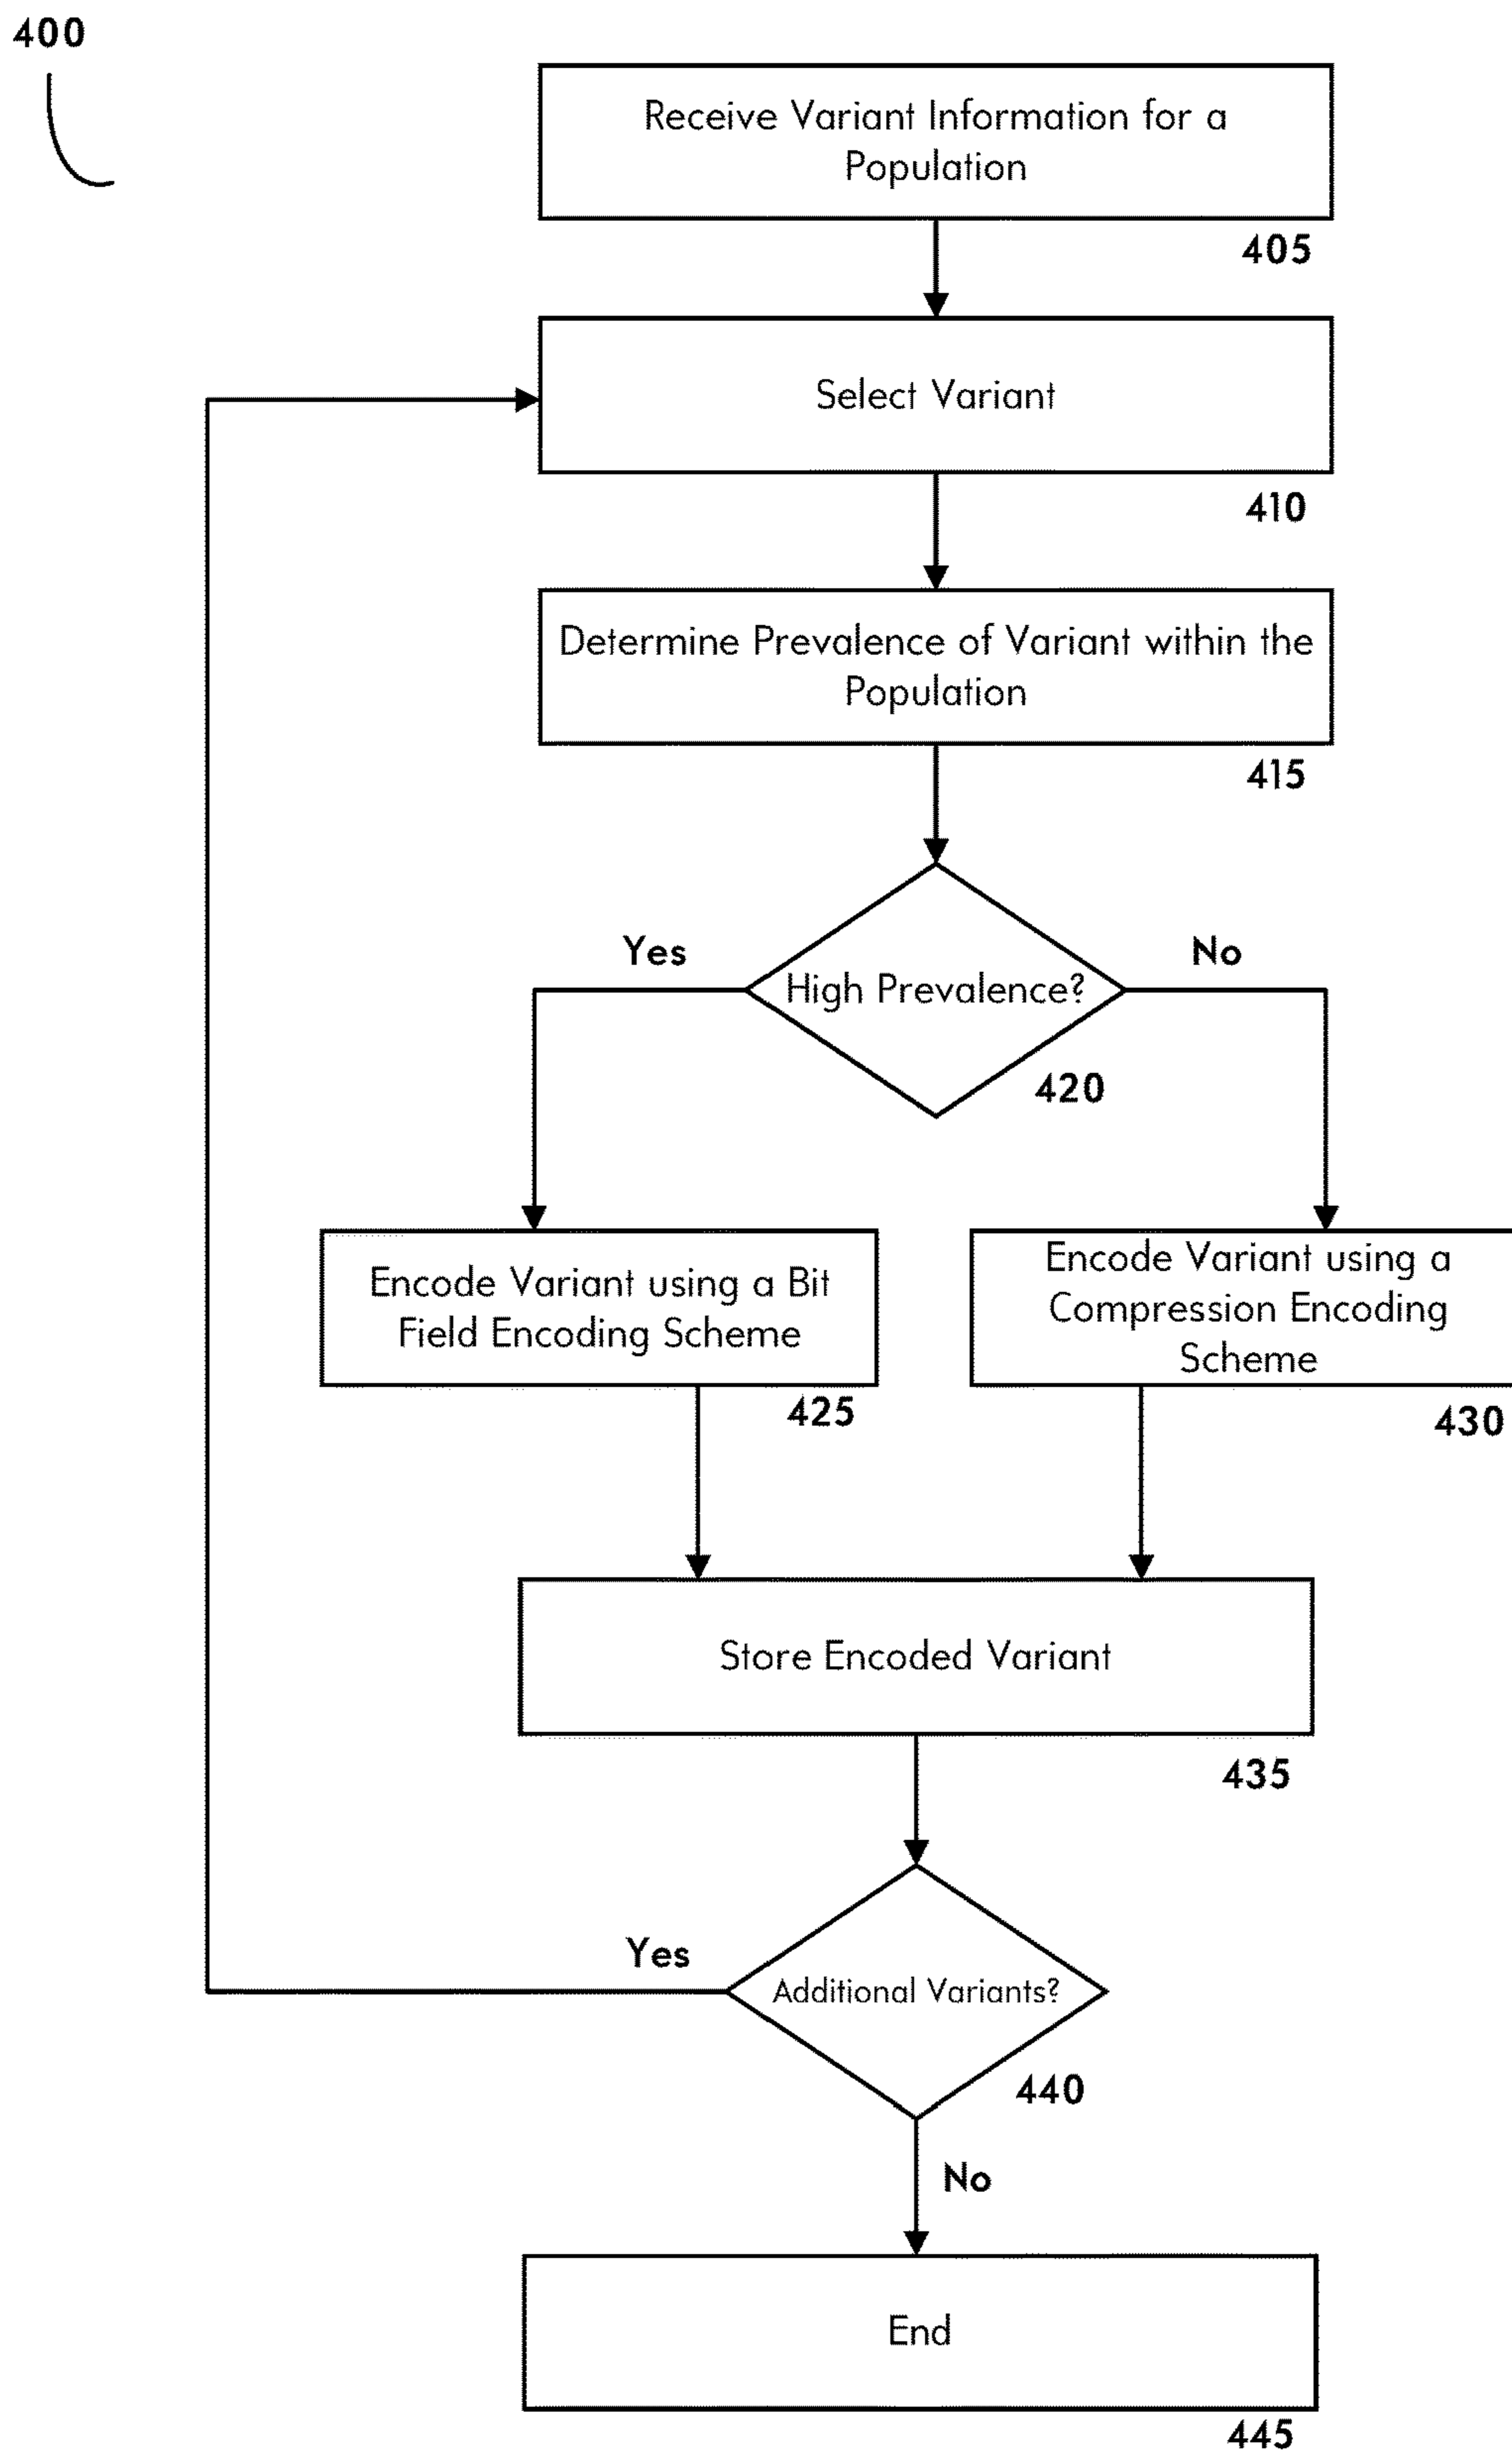 400
Receive Variant Information for a
Population
405
Select Variant
410
Determine Prevalence of Variant within the
Population
415
Yes
No
High Prevalence?
420
Encode Variant using a Bit
Field Encoding Scheme
425
Encode Variant using a
Compression Encoding
Scheme
430
Store Encoded Variant
435
Yes
Additional Variants?
440
No
End
445